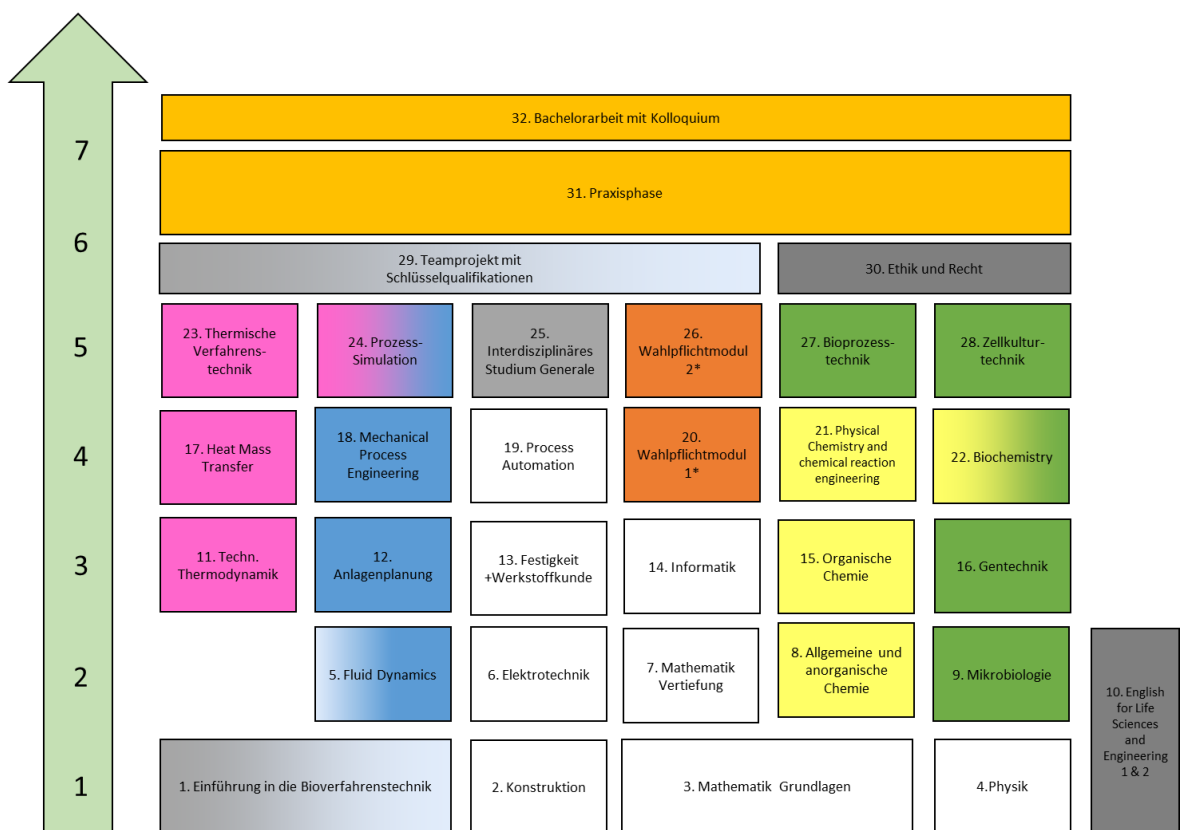 7
32. Bachelorarbeit mit Kolloquium
31. Praxisphase
6
29. Teamprojekt mit
Schlüsselqualifikationen
30. Ethik und Recht
5
23. Thermische
Verfahrens-
technik
24. Prozess-
Simulation
25.
Interdisziplinäres
Studium Generale
26.
Wahlpflichtmodul
2*
27. Bioprozess-
technik
28. Zellkultur-
technik
4
17. Heat Mass
Transfer
18. Mechanical
Process
Engineering
19. Process
Automation
20.
Wahlpflichtmodul
1*
21. Physical
Chemistry and
chemical reaction
engineering
22. Biochemistry
3
11. Techn.
Thermodynamik
12.
Anlagenplanung
13. Festigkeit
+Werkstoffkunde
14. Informatik
15. Organische
Chemie
16. Gentechnik
2
5. Fluid Dynamics
6. Elektrotechnik
7. Mathematik
Vertiefung
8. Allgemeine und
anorganische
Chemie
9. Mikrobiologie
10. English
for Life
Sciences
and
Engineering
1 & 2
1
1. Einführung in die Bioverfahrenstechnik
2. Konstruktion
3. Mathematik Grundlagen
4.Physik